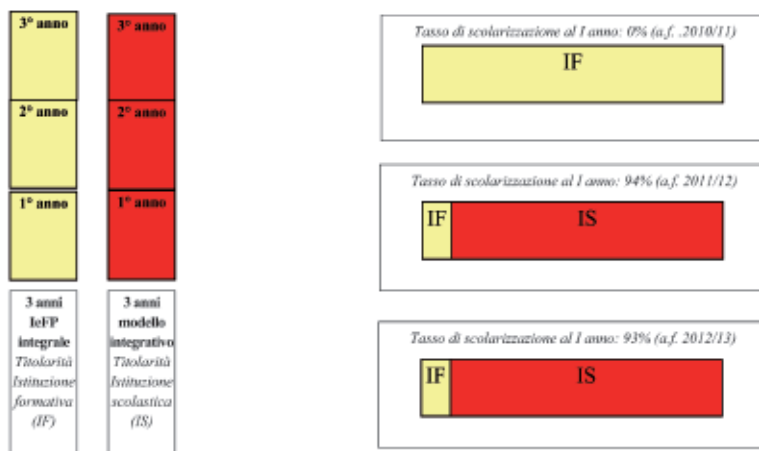 3° anno
2° anno
1° anno
3 anni
IeFP
integrale
Titolarità
Istituzione
formativa
(IF)
3° anno
2° anno
1° anno
3 anni
modello
integrativo
Titolarità
Istituzione
scolastica
(IS)
Tasso di scolarizzazione al I anno: 0% (a.f. .2010/11)
IF
Tasso di scolarizzazione al I anno: 94% (a.f. 2011/12)
IF IS
Tasso di scolarizzazione al I anno: 93% (a.f. 2012/13)
IF IS